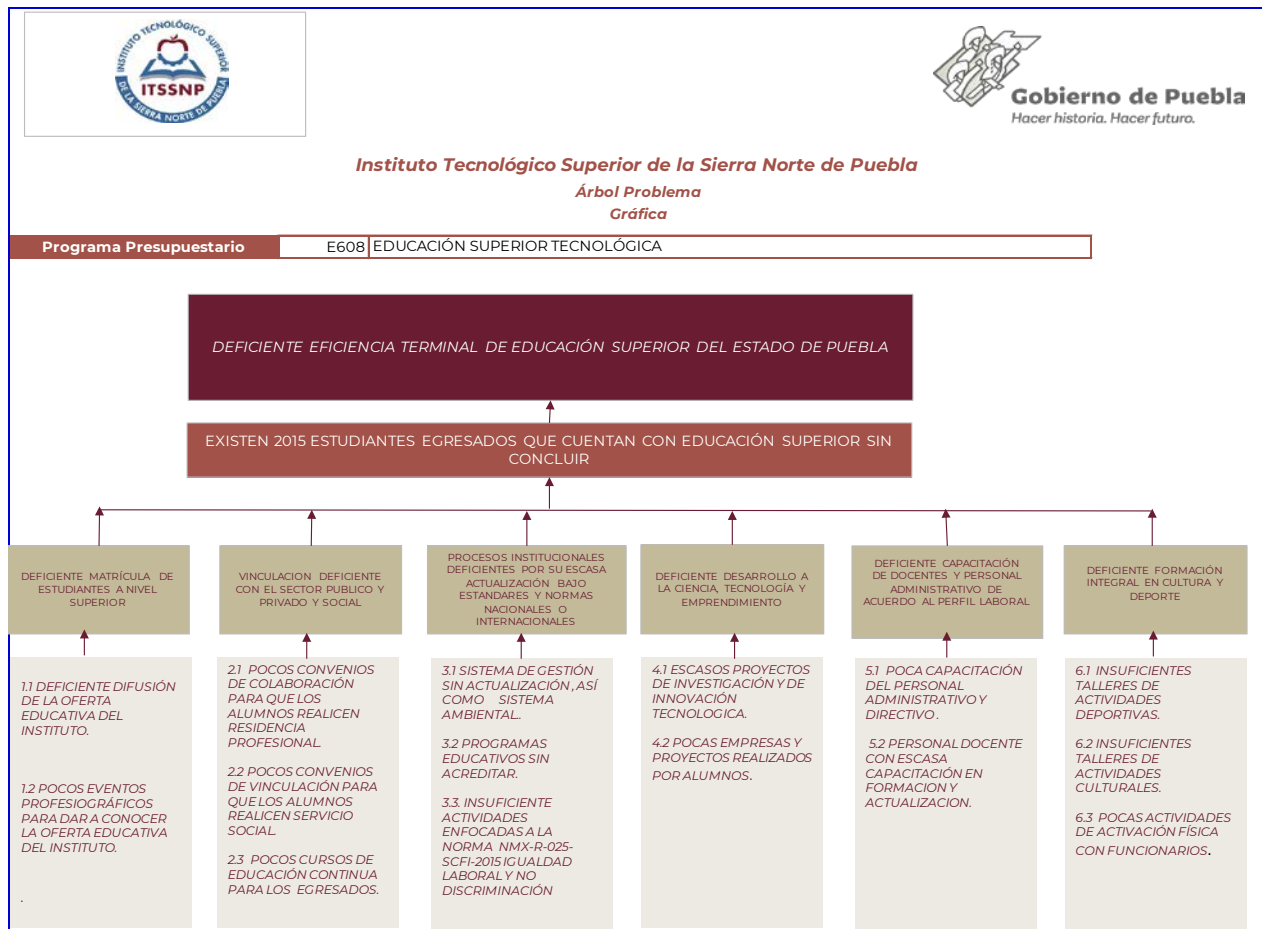 INSTITUTO TECNOLÓGICO SUPERIOR
DE LA SIERRA NORTE DE PUEBLA
ITSSNP
Gobierno de Puebla
Hacer historia. Hacer futuro.
Instituto Tecnológico Superior de la Sierra Norte de Puebla
Árbol Problema
Gráfica
Programa Presupuestario E608 EDUCACIÓN SUPERIOR TECNOLÓGICA
DEFICIENTE EFICIENCIA TERMINAL DE EDUCACIÓN SUPERIOR DEL ESTADO DE PUEBLA
EXISTEN 2015 ESTUDIANTES EGRESADOS QUE CUENTAN CON EDUCACIÓN SUPERIOR SIN
CONCLUIR
DEFICIENTE MATRÍCULA DE
ESTUDIANTES A NIVEL
SUPERIOR
VINCULACION DEFICIENTE
CON EL SECTOR PUBLICO Y
PRIVADO Y SOCIAL
PROCESOS INSTITUCIONALES
DEFICIENTES POR SU ESCASA
ACTUALIZACIÓN BAJO
ESTANDARES Y NORMAS
NACIONALES O
INTERNACIONALES
DEFICIENTE DESARROLLO A
LA CIENCIA, TECNOLOGÍA Y
EMPRENDIMIENTO
DEFICIENTE CAPACITACIÓN
DE DOCENTES Y PERSONAL
ADMINISTRATIVO DE
ACUERDO AL PERFIL LABORAL
DEFICIENTE FORMACIÓN
INTEGRAL EN CULTURA Y
DEPORTE
1.1 DEFICIENTE DIFUSIÓN
DE LA OFERTA
EDUCATIVA DEL
INSTITUTO.
1.2 POCOS EVENTOS
PROFESIOGRÁFICOS
PARA DAR A CONOCER
LA OFERTA EDUCATIVA
DEL INSTITUTO.
.
2.1 POCOS CONVENIOS
DE COLABORACIÓN
PARA QUE LOS
ALUMNOS REALICEN
RESIDENCIA
PROFESIONAL.
2.2 POCOS CONVENIOS
DE VINCULACIÓN PARA
QUE LOS ALUMNOS
REALICEN SERVICIO
SOCIAL.
2.3 POCOS CURSOS DE
EDUCACIÓN CONTINUA
PARA LOS EGRESADOS.
3.1 SISTEMA DE GESTIÓN
SIN ACTUALIZACIÓN , ASÍ
COMO SISTEMA
AMBIENTAL.
3.2 PROGRAMAS
EDUCATIVOS SIN
ACREDITAR.
3.3. INSUFICIENTE
ACTIVIDADES
ENFOCADAS A LA
NORMA NMX-R-025-
SCFI-2015 IGUALDAD
LABORAL Y NO
DISCRIMINACIÓN
4.1 ESCASOS PROYECTOS
DE INVESTIGACIÓN Y DE
INNOVACIÓN
TECNOLOGICA.
4.2 POCAS EMPRESAS Y
PROYECTOS REALIZADOS
POR ALUMNOS.
5.1 POCA CAPACITACIÓN
DEL PERSONAL
ADMINISTRATIVO Y
DIRECTIVO .
5.2 PERSONAL DOCENTE
CON ESCASA
CAPACITACIÓN EN
FORMACION Y
ACTUALIZACION.
6.1 INSUFICIENTES
TALLERES DE
ACTIVIDADES
DEPORTIVAS.
6.2 INSUFICIENTES
TALLERES DE
ACTIVIDADES
CULTURALES.
6.3 POCAS ACTIVIDADES
DE ACTIVACIÓN FÍSICA
CON FUNCIONARIOS.